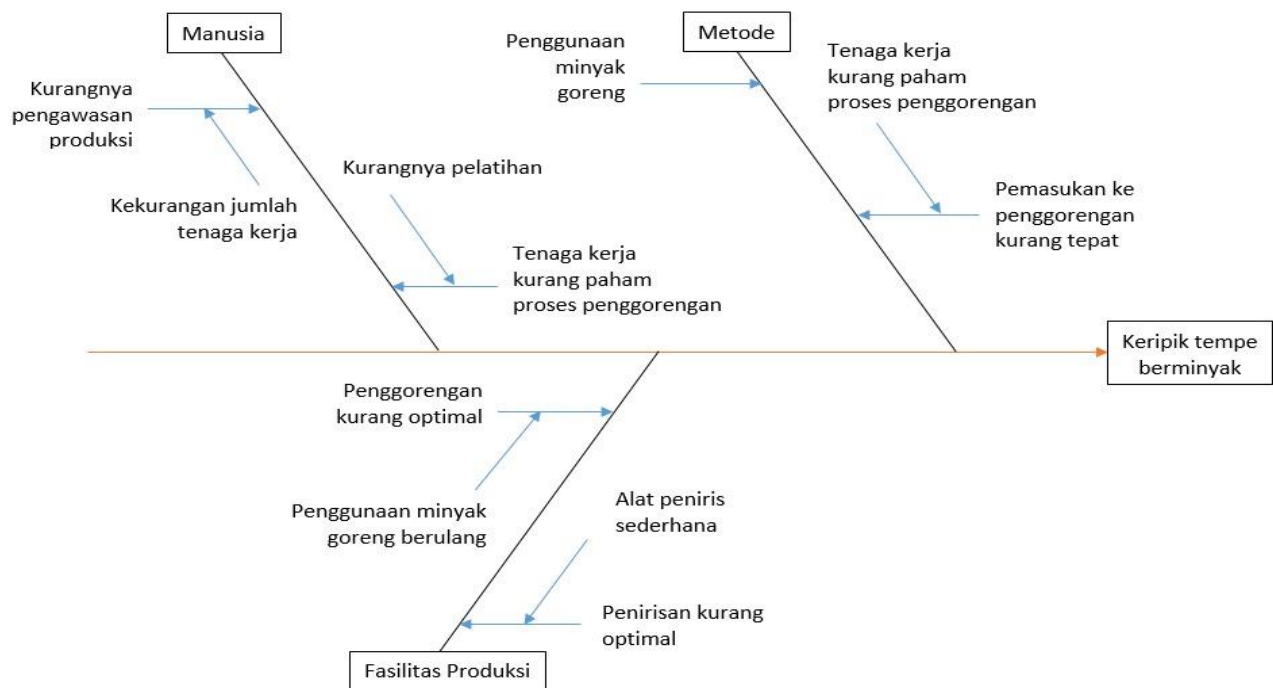 Manusia
Kurangnya
pengawasan
produksi
Kekurangan jumlah
tenaga kerja
Kurangnya pelatihan
Tenaga kerja
kurang paham
proses penggorengan
Metode
Penggunaan
minyak
goreng
Tenaga kerja
kurang paham
proses penggorengan
Pemasukan ke
penggorengan
kurang tepat
Keripik tempe
berminyak
Penggorengan
kurang optimal
Penggunaan minyak
goreng berulang
Alat peniris
sederhana
Penirisan kurang
optimal
Fasilitas Produksi